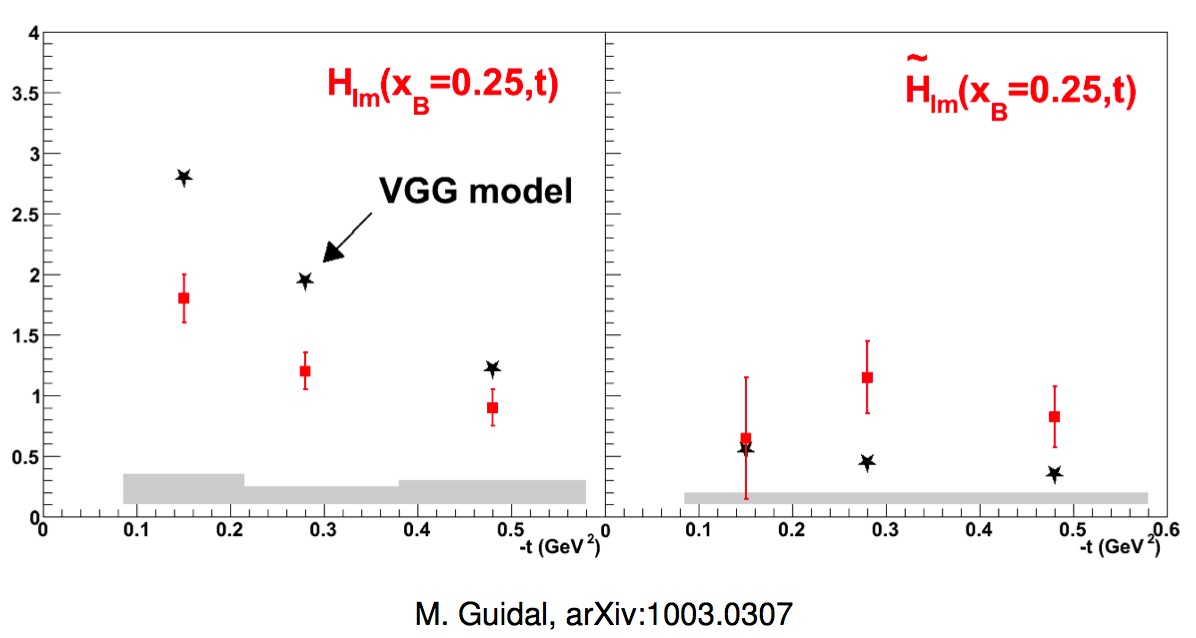 4
3.5
3
2.5
2
1.5
1
0.5
0
H_Im(x_B=0.25,t)
VGG model
0 0.1 0.2 0.3 0.4 0.5
-t (GeV²)
H̃_Im(x_B=0.25,t)
0 0.1 0.2 0.3 0.4 0.5 0.6
-t (GeV²)
M. Guidal, arXiv:1003.0307